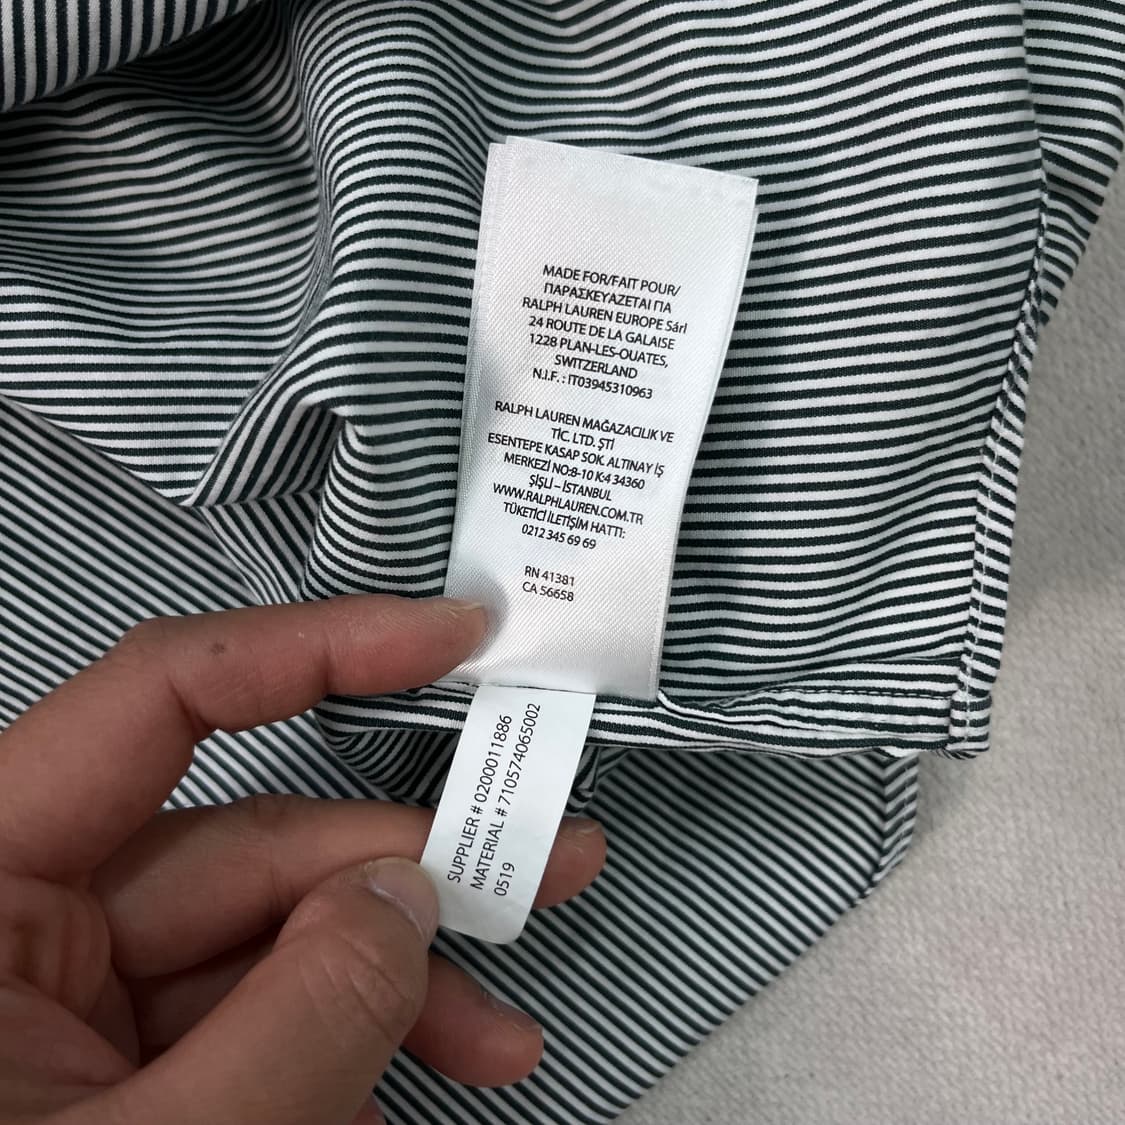 MADE FOR/FAIT POUR/
ΠΑΡΑΣΚΕΥΑΖΕΤΑΙ ΓΙΑ
RALPH LAUREN EUROPE Sárl
24 ROUTE DE LA GALAISE
1228 PLAN-LES-OUATES,
SWITZERLAND
N.I.F. : IT03945310963
RALPH LAUREN MAĞAZACILIK VE
TİC. LTD. ŞTİ
ESENTEPE KASAP SOK. ALTINAY İŞ
MERKEZİ NO:8-10 K:4 34360
ŞİŞLİ – İSTANBUL
WWW.RALPHLAUREN.COM.TR
TÜKETİCİ İLETİŞİM HATTI:
0212 345 69 69
RN 41381
CA 56658
SUPPLIER # 0200011886
MATERIAL # 710574065002
0519